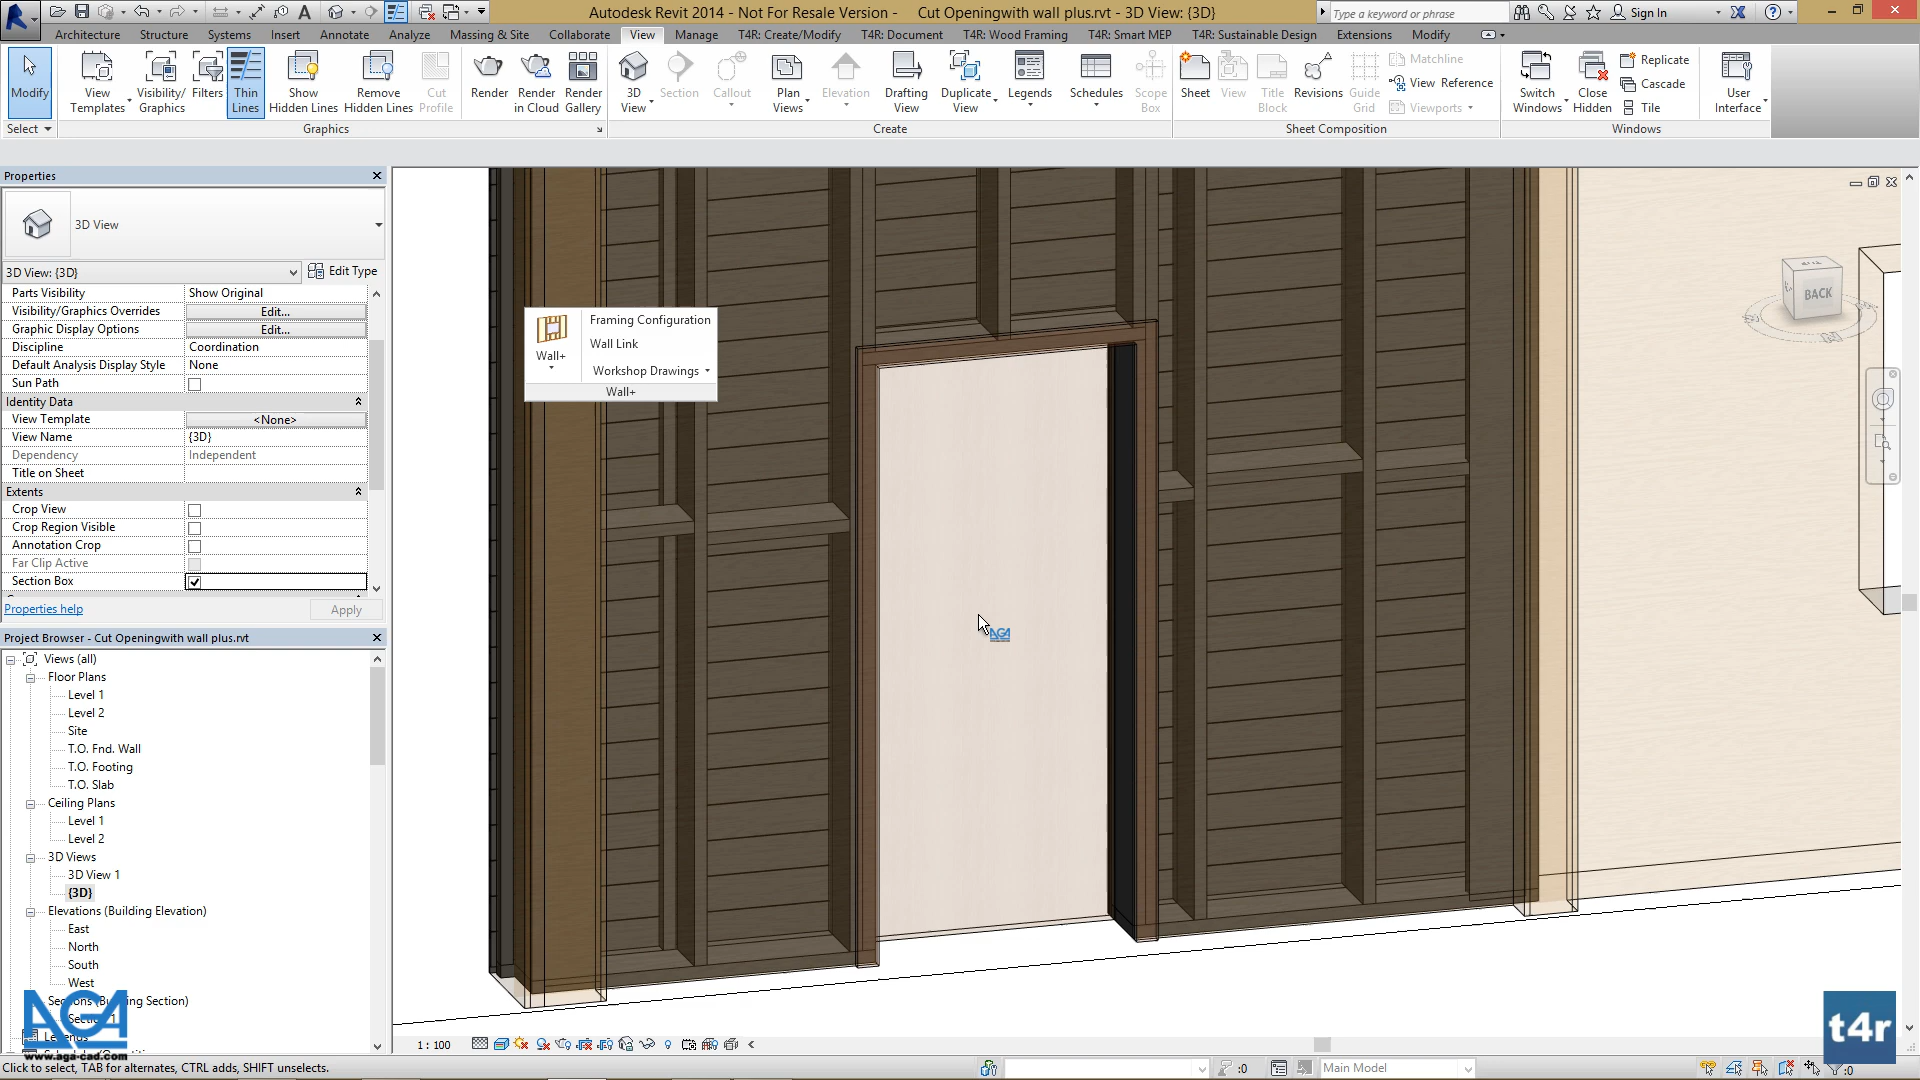 Autodesk Revit 2014 - Not For Resale Version - Cut Openingwith wall plus.rvt - 3D View: {3D}
Type a keyword or phrase
Sign In
Architecture Structure Systems Insert Annotate Analyze Massing & Site Collaborate View Manage T4R: Create/Modify T4R: Document T4R: Wood Framing T4R: Smart MEP T4R: Sustainable Design Extensions Modify
Modify
View Templates
Visibility/ Graphics
Filters
Thin Lines
Show Hidden Lines
Remove Hidden Lines
Cut Profile
Render
Render in Cloud
Render Gallery
3D View
Section
Callout
Plan Views
Elevation
Drafting View
Duplicate View
Legends
Schedules
Scope Box
Sheet
View
Title Block
Revisions
Guide Grid
Matchline
View Reference
Viewports
Switch Windows
Close Hidden
Replicate
Cascade
Tile
User Interface
Select
Graphics
Create
Sheet Composition
Windows
Properties
3D View
3D View: {3D}
Edit Type
Parts Visibility Show Original
Visibility/Graphics Overrides Edit...
Graphic Display Options Edit...
Discipline Coordination
Default Analysis Display Style None
Sun Path
Identity Data
View Template <None>
View Name {3D}
Dependency Independent
Title on Sheet
Extents
Crop View
Crop Region Visible
Annotation Crop
Far Clip Active
Section Box
Properties help
Apply
Project Browser - Cut Openingwith wall plus.rvt
Views (all)
Floor Plans
Level 1
Level 2
Site
T.O. Fnd. Wall
T.O. Footing
T.O. Slab
Ceiling Plans
Level 1
Level 2
3D Views
3D View 1
{3D}
Elevations (Building Elevation)
East
North
South
West
AGA
www.aga-cad.com
Wall+
Framing Configuration
Wall Link
Workshop Drawings
Wall+
AGA
BACK
1 : 100
t4r
Click to select, TAB for alternates, CTRL adds, SHIFT unselects.
:0
Main Model
:0